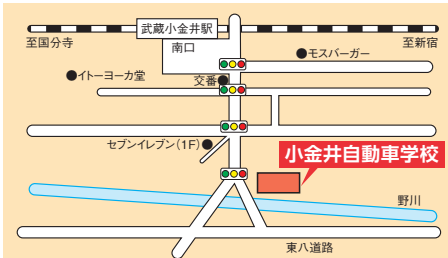 武蔵小金井駅
至国分寺
南口
至新宿
モスバーガー
イトーヨーカ堂
交番
セブンイレブン(1F)
小金井自動車学校
野川
東八道路